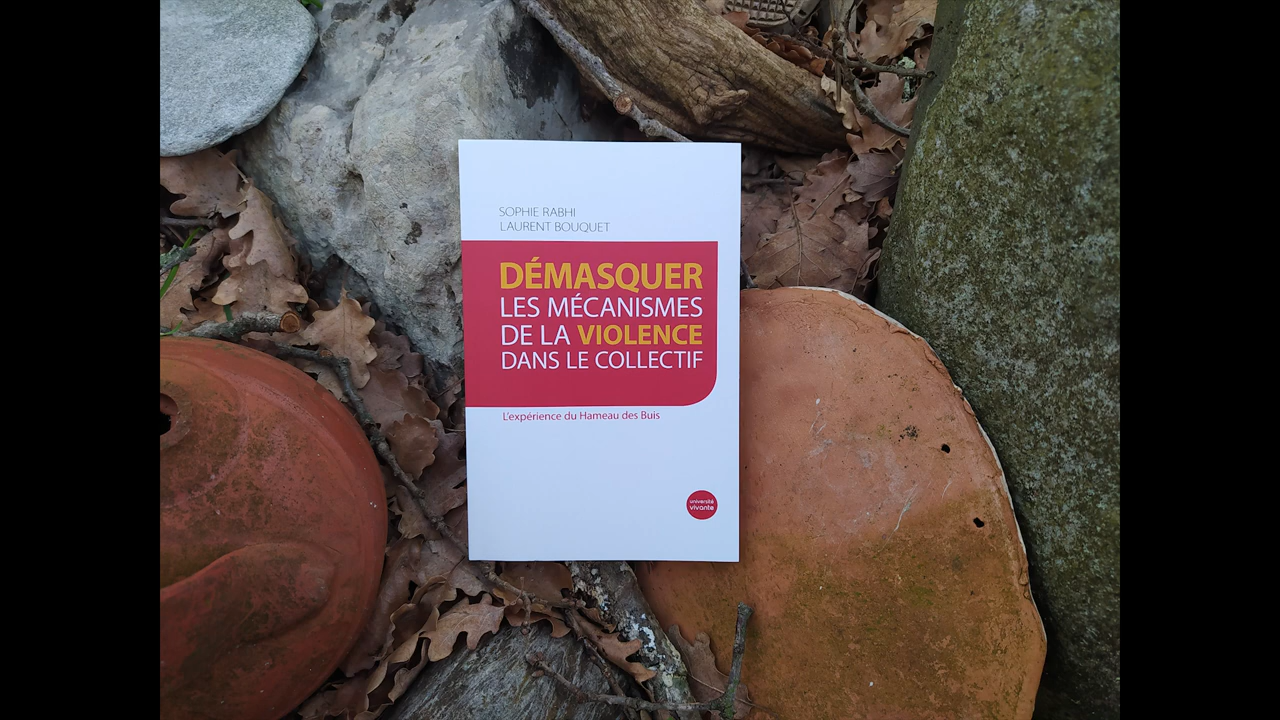 SOPHIE RABHI
LAURENT BOUQUET
DÉMASQUER
LES MÉCANISMES
DE LA VIOLENCE
DANS LE COLLECTIF
L'expérience du Hameau des Buis
université
vivante